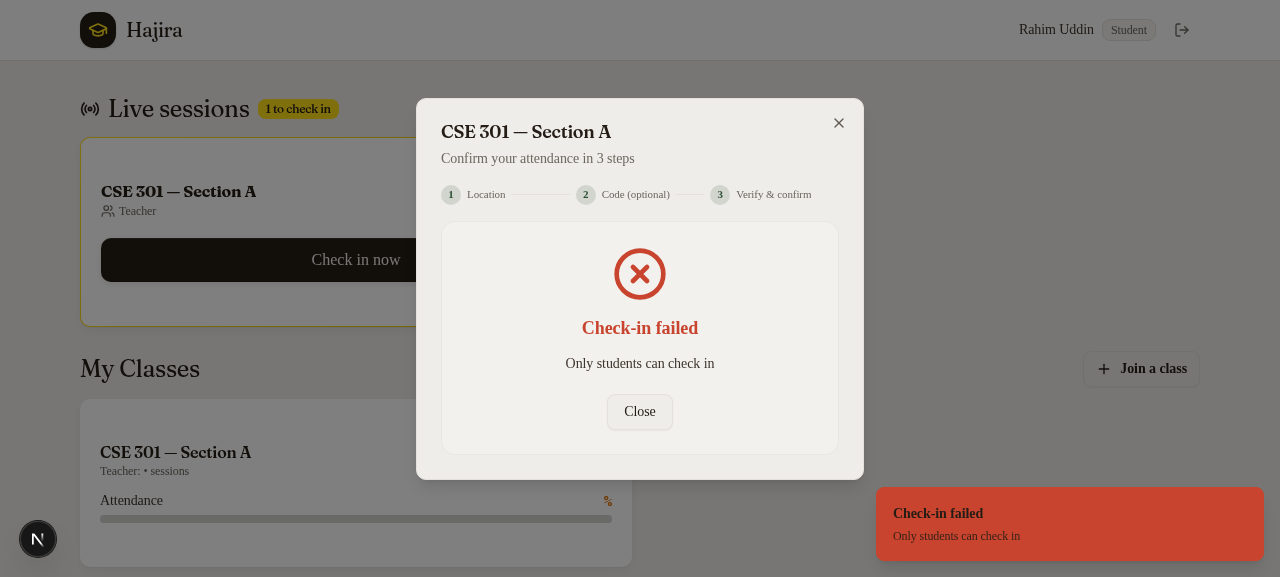 Hajira
Rahim Uddin
Student
Live sessions
1 to check in
CSE 301 — Section A
Teacher
Check in now
My Classes
Join a class
CSE 301 — Section A
Teacher: • sessions
Attendance
%
CSE 301 — Section A
Confirm your attendance in 3 steps
1 Location
2 Code (optional)
3 Verify & confirm
Check-in failed
Only students can check in
Close
Check-in failed
Only students can check in
N